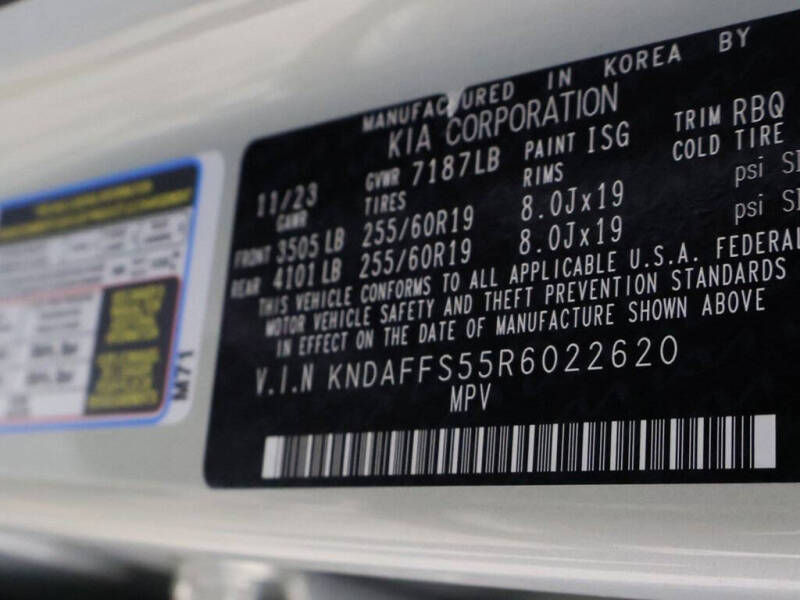 MANUFACTURED IN KOREA BY
KIA CORPORATION
11/23 GVWR 7187LB PAINT ISG TRIM RBQ
GAWR TIRES RIMS COLD TIRE
FRONT 3505 LB 255/60R19 8.0Jx19 psi
REAR 4101 LB 255/60R19 8.0Jx19 psi
THIS VEHICLE CONFORMS TO ALL APPLICABLE U.S.A. FEDERAL
MOTOR VEHICLE SAFETY AND THEFT PREVENTION STANDARDS
IN EFFECT ON THE DATE OF MANUFACTURE SHOWN ABOVE
V.I.N KNDAFFS55R6022620
MPV
M71